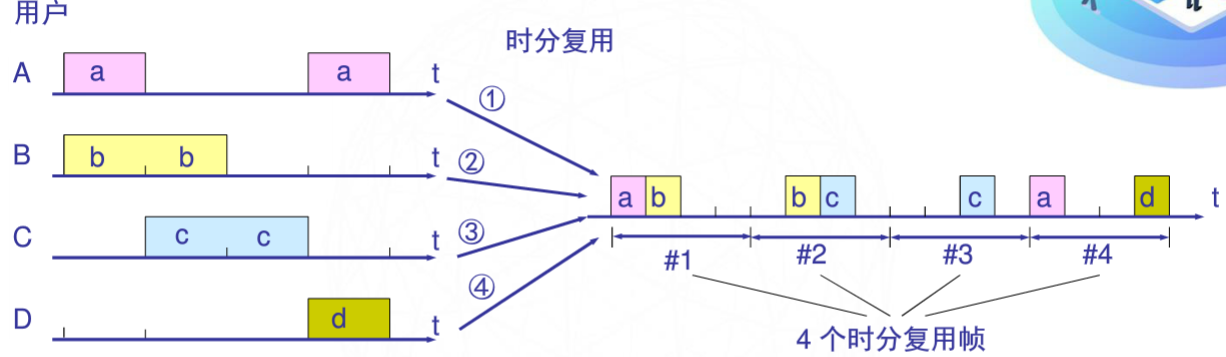 用户
时分复用
A a a t
①
B b b t ②
a b b c c a d t
C c c t ③
#1 #2 #3 #4
④
D d t
4 个时分复用帧